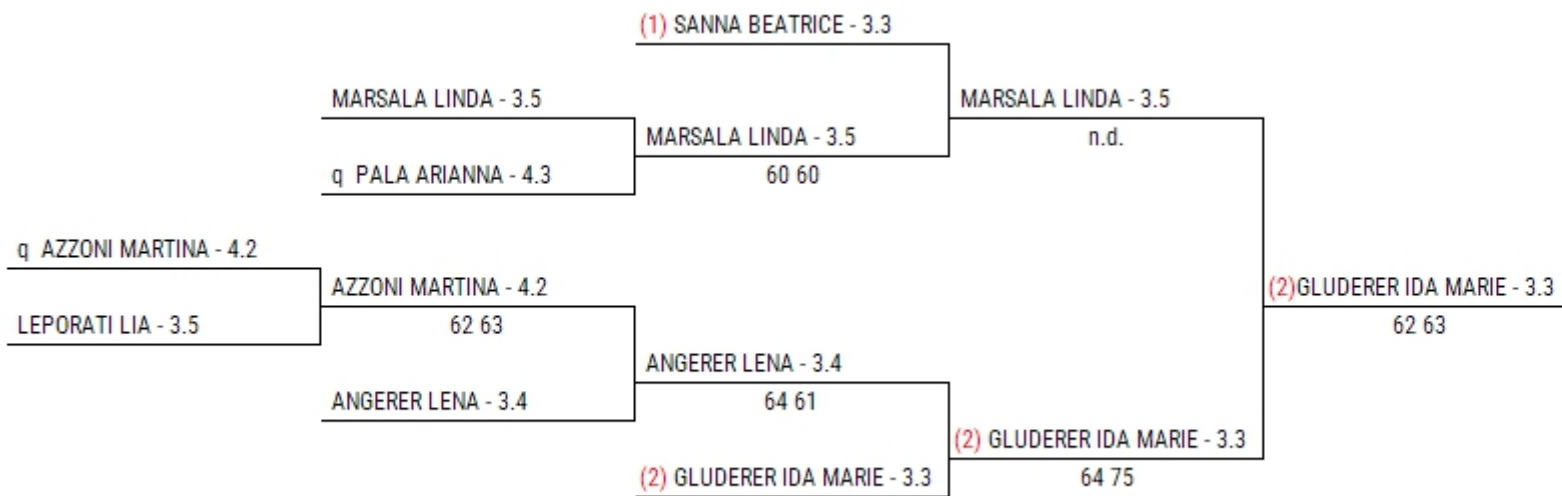 (1) SANNA BEATRICE - 3.3
MARSALA LINDA - 3.5
MARSALA LINDA - 3.5
MARSALA LINDA - 3.5
n.d.
q PALA ARIANNA - 4.3
60 60
q AZZONI MARTINA - 4.2
AZZONI MARTINA - 4.2
(2)GLUDERER IDA MARIE - 3.3
LEPORATI LIA - 3.5
62 63
62 63
ANGERER LENA - 3.4
ANGERER LENA - 3.4
64 61
(2) GLUDERER IDA MARIE - 3.3
(2) GLUDERER IDA MARIE - 3.3
64 75